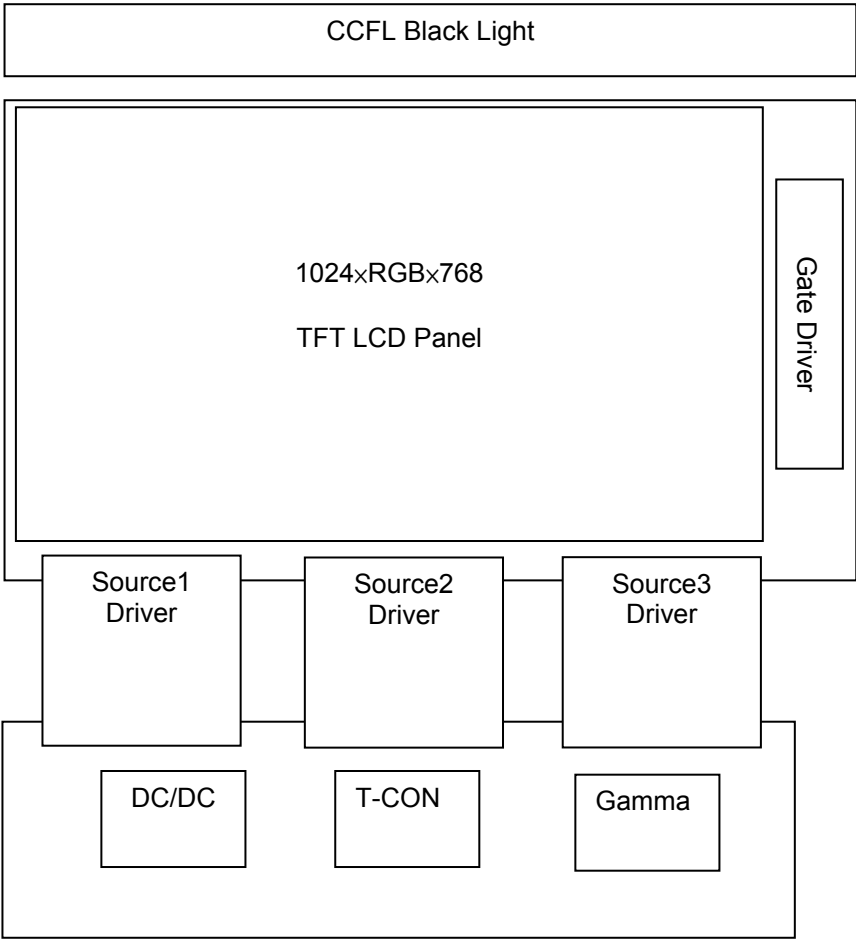 CCFL Black Light
1024×RGB×768
TFT LCD Panel
Gate Driver
Source1
Driver
Source2
Driver
Source3
Driver
DC/DC
T-CON
Gamma